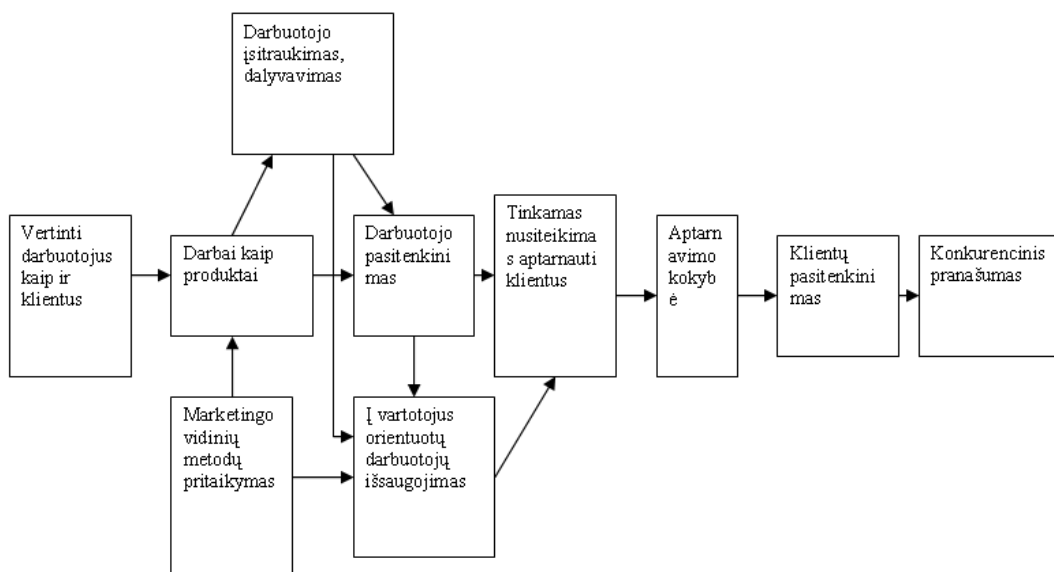 Darbuotojo
įsitraukimas,
dalyvavimas
Vertinti
darbuotojus
kaip ir
klientus
Darbai kaip
produktai
Darbuotojo
pasitenkini
mas
Tinkamas
nusiteikima
s aptarnauti
klientus
Aptarn
avimo
kokyb
ė
Klientų
pasitenkini
mas
Konkurencinis
pranašumas
Marketingo
vidinių
metodų
pritaikymas
Į vartotojus
orientuotų
darbuotojų
išsaugojimas